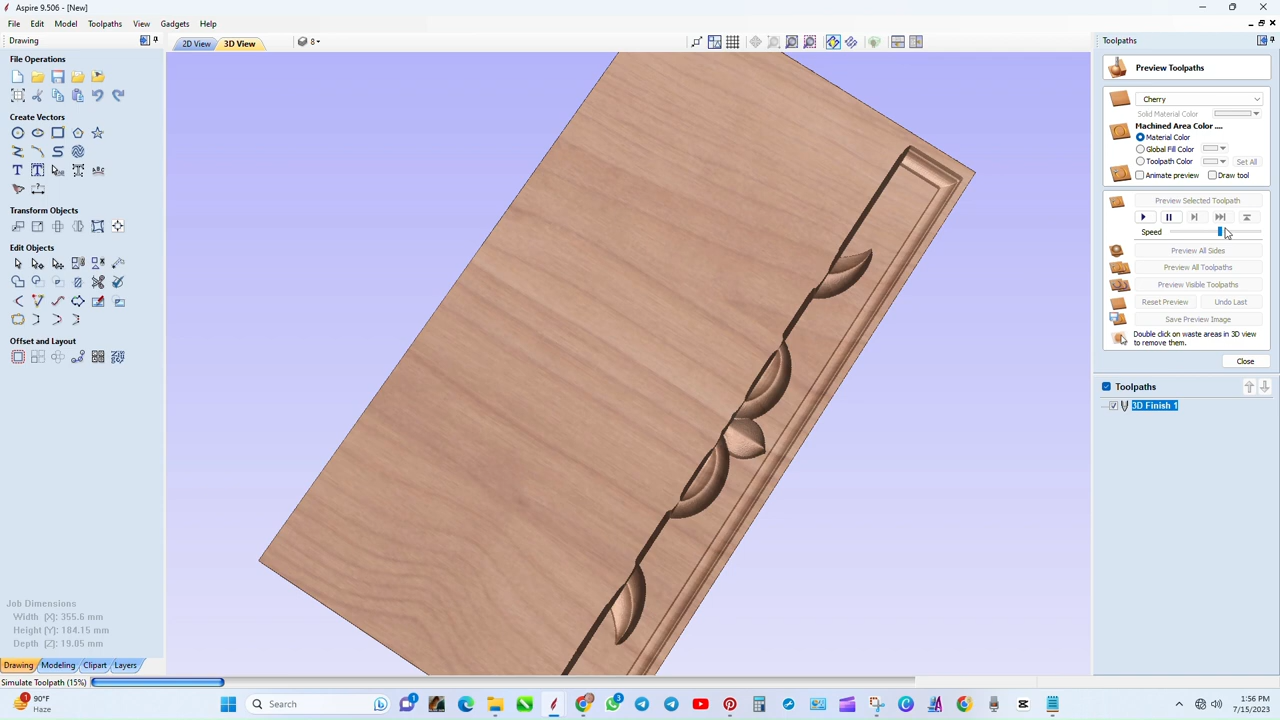 Aspire 9.506 - [New]
File Edit Model Toolpaths View Gadgets Help
Drawing
2D View 3D View 8
Toolpaths
File Operations
Create Vectors
Transform Objects
Edit Objects
Offset and Layout
Job Dimensions
Width (X): 355.6 mm
Height (Y): 184.15 mm
Depth (Z): 19.05 mm
Drawing Modeling Clipart Layers
Simulate Toolpath (15%)
Preview Toolpaths
Cherry
Solid Material Color
Machined Area Color ....
Material Color
Global Fill Color
Toolpath Color Set All
Animate preview Draw tool
Preview Selected Toolpath
Speed
Preview All Sides
Preview All Toolpaths
Preview Visible Toolpaths
Reset Preview Undo Last
Save Preview Image
Double click on waste areas in 3D view
to remove them.
Close
Toolpaths
3D Finish 1
90°F
Haze
Search
1
3
1:56 PM
7/15/2023